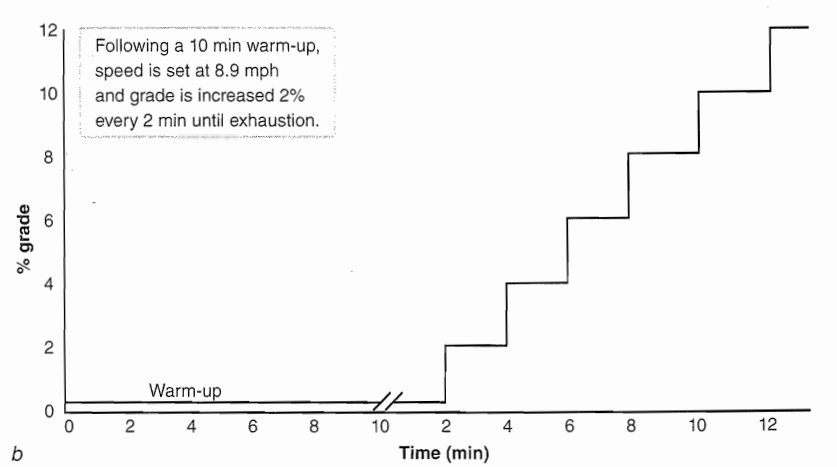 12
Following a 10 min warm-up,
speed is set at 8.9 mph
and grade is increased 2%
every 2 min until exhaustion.
10
8
6
% grade
4
2
Warm-up
0
0 2 4 6 8 10 2 4 6 8 10 12
Time (min)
b